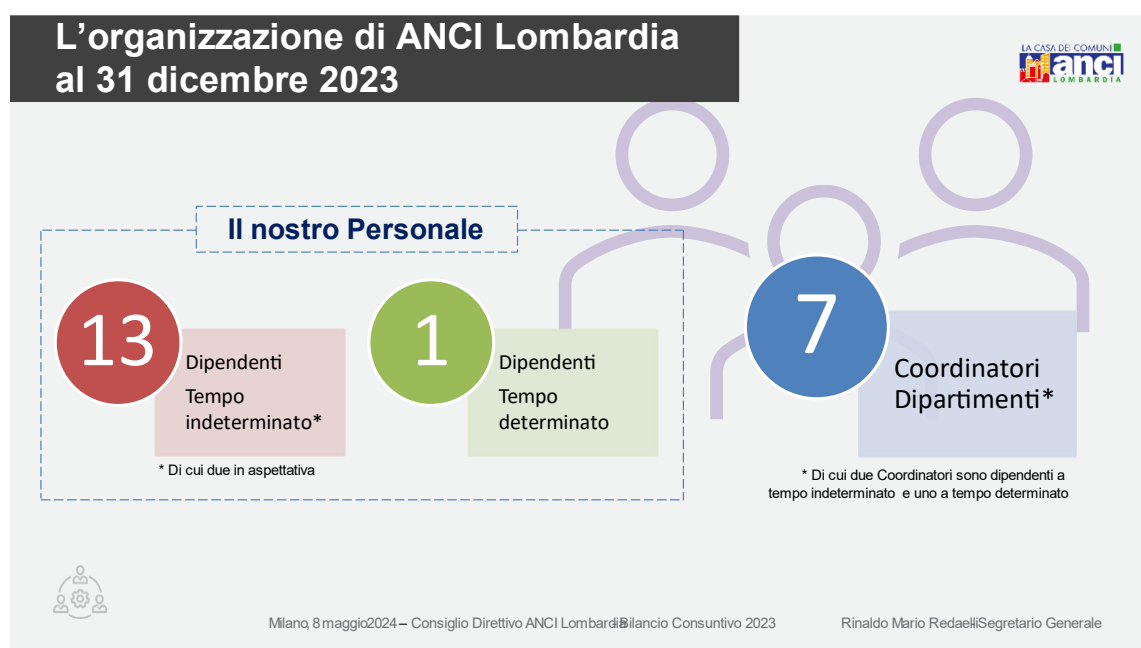 L’organizzazione di ANCI Lombardia
al 31 dicembre 2023
LA CASA DEI COMUNI
anci
LOMBARDIA
Il nostro Personale
13
Dipendenti
Tempo
indeterminato*
* Di cui due in aspettativa
1
Dipendenti
Tempo
determinato
7
Coordinatori
Dipartimenti*
* Di cui due Coordinatori sono dipendenti a
tempo indeterminato e uno a tempo determinato
Milano, 8 maggio2024 – Consiglio Direttivo ANCI Lombardia-Bilancio Consuntivo 2023
Rinaldo Mario Redaelli-Segretario Generale